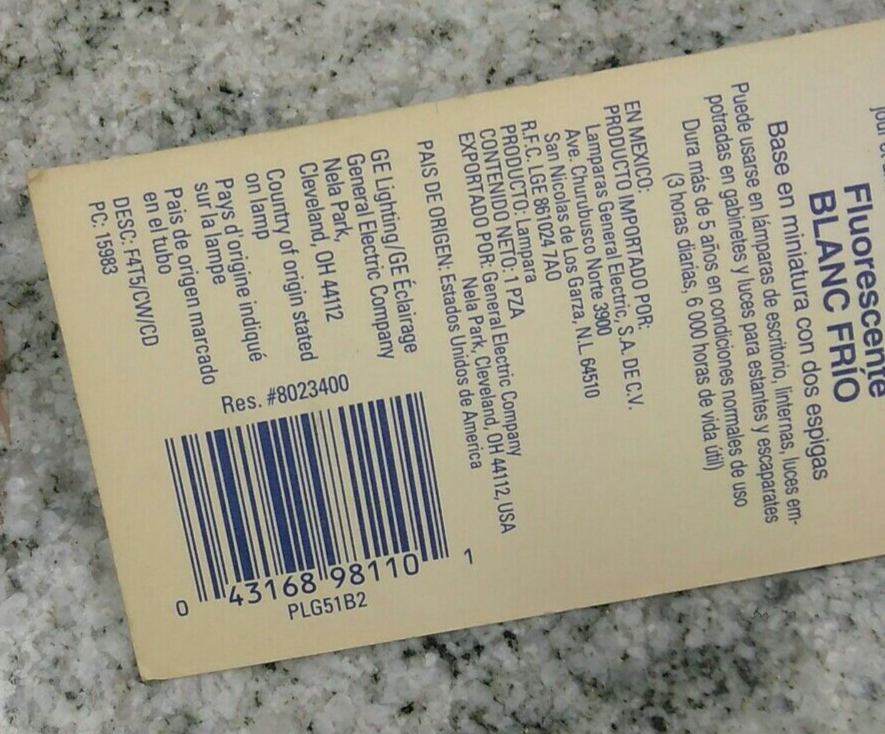 Fluorescente
BLANC FRÍO
Base en miniatura con dos espigas
Puede usarse en lámparas de escritorio, linternas, luces em-
potradas en gabinetes y luces para estantes y escaparates
Dura más de 5 años en condiciones normales de uso
(3 horas diarias, 6 000 horas de vida útil)
EN MEXICO:
PRODUCTO IMPORTADO POR:
Lamparas General Electric, S.A. DE C.V.
Ave. Churubusco Norte 3900
San Nicolas de Los Garza, N.L. 64510
R.F.C. LGE 861024 7A0
PRODUCTO: Lampara
CONTENIDO NETO: 1 PZA
EXPORTADO POR: General Electric Company
Nela Park, Cleveland, OH 44112, USA
PAIS DE ORIGEN: Estados Unidos de America
GE Lighting/GE Éclairage
General Electric Company
Nela Park,
Cleveland, OH 44112
Country of origin stated
on lamp
Pays d'origine indiqué
sur la lampe
Pais de origen marcado
en el tubo
DESC: F4T5/CW/CD
PC: 15983
Res. #8023400
0 43168 98110 1
PLG51B2